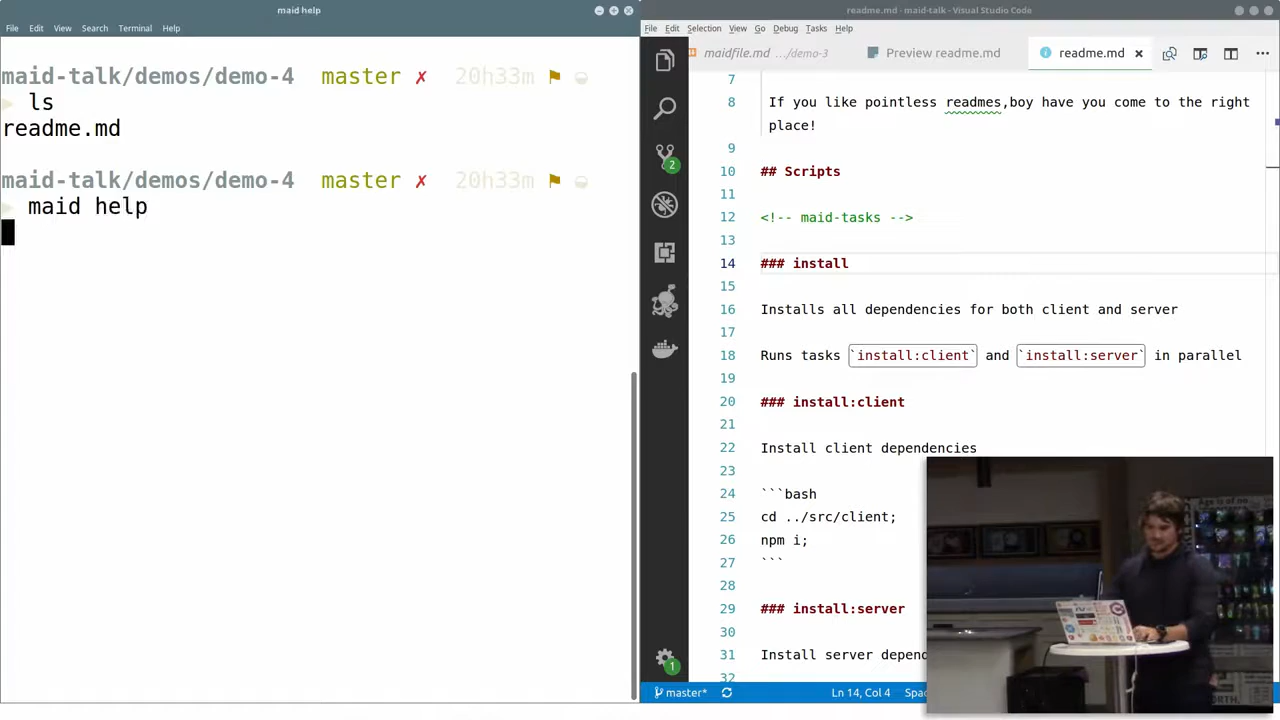 maid help
File Edit View Search Terminal Help
maid-talk/demos/demo-4 master ✗ 20h33m ⚑
ls
readme.md
maid-talk/demos/demo-4 master ✗ 20h33m ⚑
maid help
readme.md - maid-talk - Visual Studio Code
File Edit Selection View Go Debug Tasks Help
maidfile.md .../demo-3 Preview readme.md readme.md ×
2
1
7
8 If you like pointless readmes,boy have you come to the right
place!
9
10 ## Scripts
11
12 <!-- maid-tasks -->
13
14 ### install
15
16 Installs all dependencies for both client and server
17
18 Runs tasks `install:client` and `install:server` in parallel
19
20 ### install:client
21
22 Install client dependencies
23
24 ```bash
25 cd ../src/client;
26 npm i;
27 ```
28
29 ### install:server
30
31 Install server depend
32
master* Ln 14, Col 4 Spac